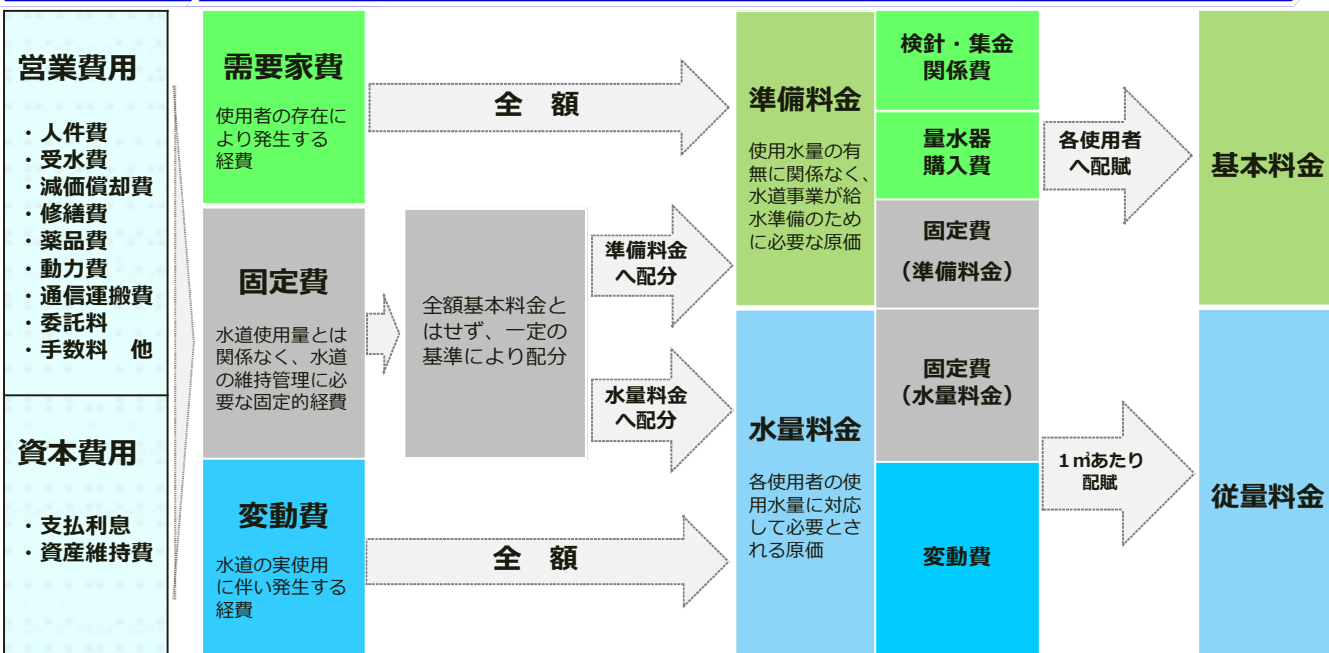 営業費用
・人件費
・受水費
・減価償却費
・修繕費
・薬品費
・動力費
・通信運搬費
・委託料
・手数料　他
資本費用
・支払利息
・資産維持費
需要家費
使用者の存在に
より発生する
経費
固定費
水道使用量とは
関係なく、水道
の維持管理に必
要な固定的経費
変動費
水道の実使用
に伴い発生する
経費
全　額
全額基本料金と
はせず、一定の
基準により配分
準備料金
へ配分
水量料金
へ配分
全　額
準備料金
使用水量の有
無に関係なく、
水道事業が給
水準備のため
に必要な原価
水量料金
各使用者の使
用水量に対応
して必要とさ
れる原価
検針・集金
関係費
量水器
購入費
固定費
（準備料金）
固定費
（水量料金）
変動費
各使用者
へ配賦
1㎥あたり
配賦
基本料金
従量料金